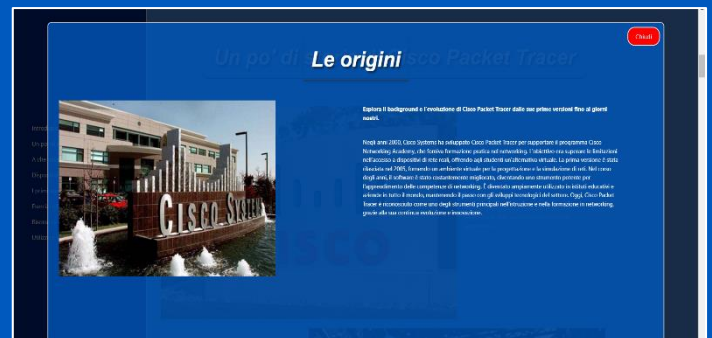 Chiudi
Un po' di
Cisco Packet Tracer
Le origini
Esplora il background e l'evoluzione di Cisco Packet Tracer dalle sue prime versioni fino ai giorni
nostri.
Negli anni 2000, Cisco Systems ha sviluppato Cisco Packet Tracer per supportare il programma Cisco
Networking Academy, che forniva formazione pratica nel networking. L'obiettivo era superare le limitazioni
nell'accesso a dispositivi di rete reali, offrendo agli studenti un'alternativa virtuale. La prima versione è stata
rilasciata nel 2005, fornendo un ambiente virtuale per la progettazione e la simulazione di reti. Nel corso
degli anni, il software è stato costantemente migliorato, diventando uno strumento potente per
l'apprendimento delle competenze di networking. È diventato ampiamente utilizzato in istituti educativi e
aziende in tutto il mondo, mantenendo il passo con gli sviluppi tecnologici del settore. Oggi, Cisco Packet
Tracer è riconosciuto come uno degli strumenti principali nell'istruzione e nella formazione in networking,
grazie alla sua continua evoluzione e innovazione.
CISCO SYSTEMS
CISCO